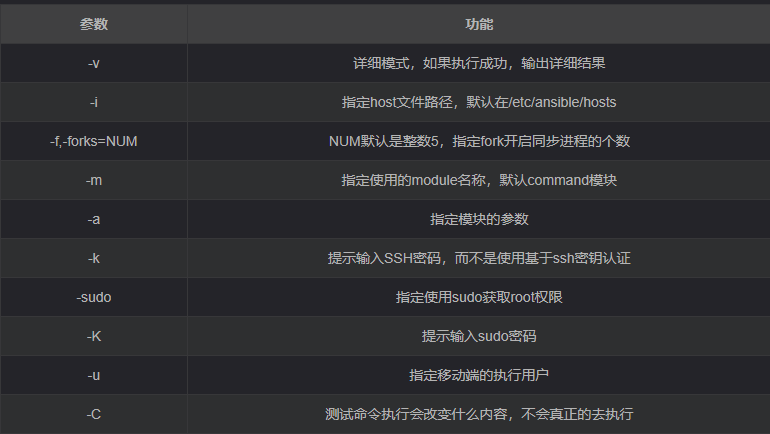 参数 功能
-v 详细模式，如果执行成功，输出详细结果
-i 指定host文件路径，默认在/etc/ansible/hosts
-f,-forks=NUM NUM默认是整数5，指定fork开启同步进程的个数
-m 指定使用的module名称，默认command模块
-a 指定模块的参数
-k 提示输入SSH密码，而不是使用基于ssh密钥认证
-sudo 指定使用sudo获取root权限
-K 提示输入sudo密码
-u 指定移动端的执行用户
-C 测试命令执行会改变什么内容，不会真正的去执行